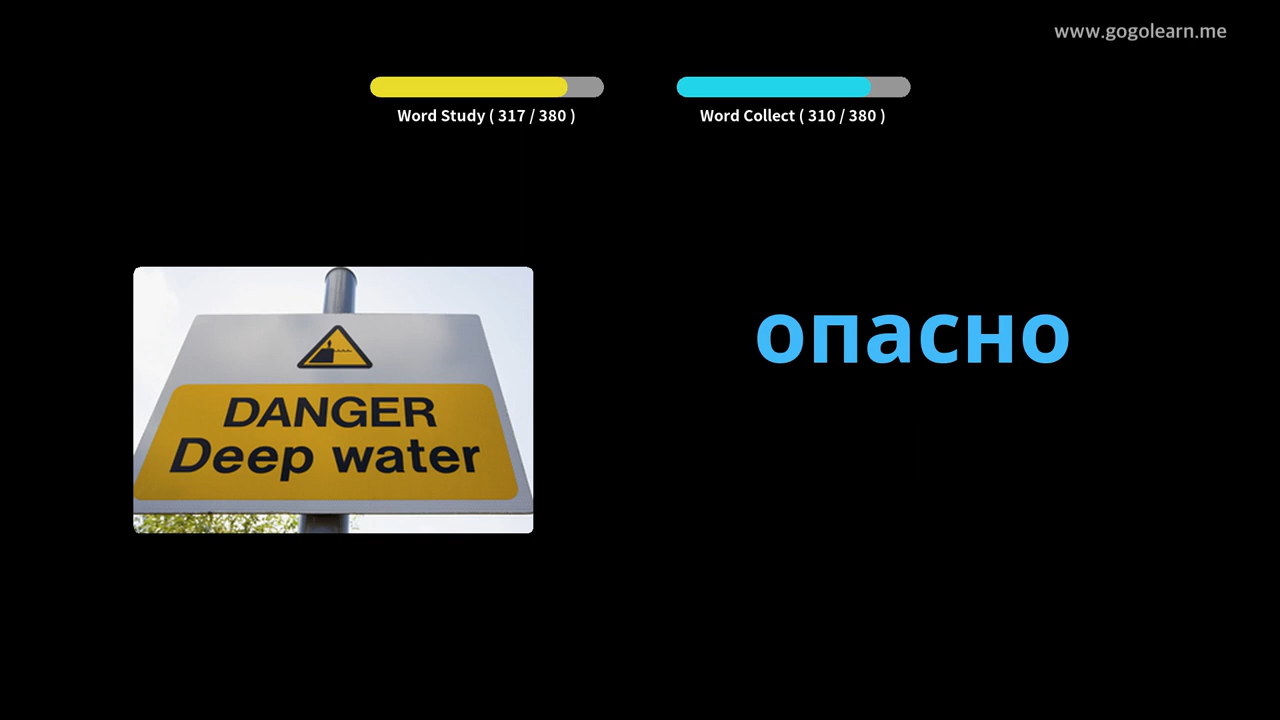 www.gogolearn.me
Word Study ( 317 / 380 )
Word Collect ( 310 / 380 )
DANGER
Deep water
опасно